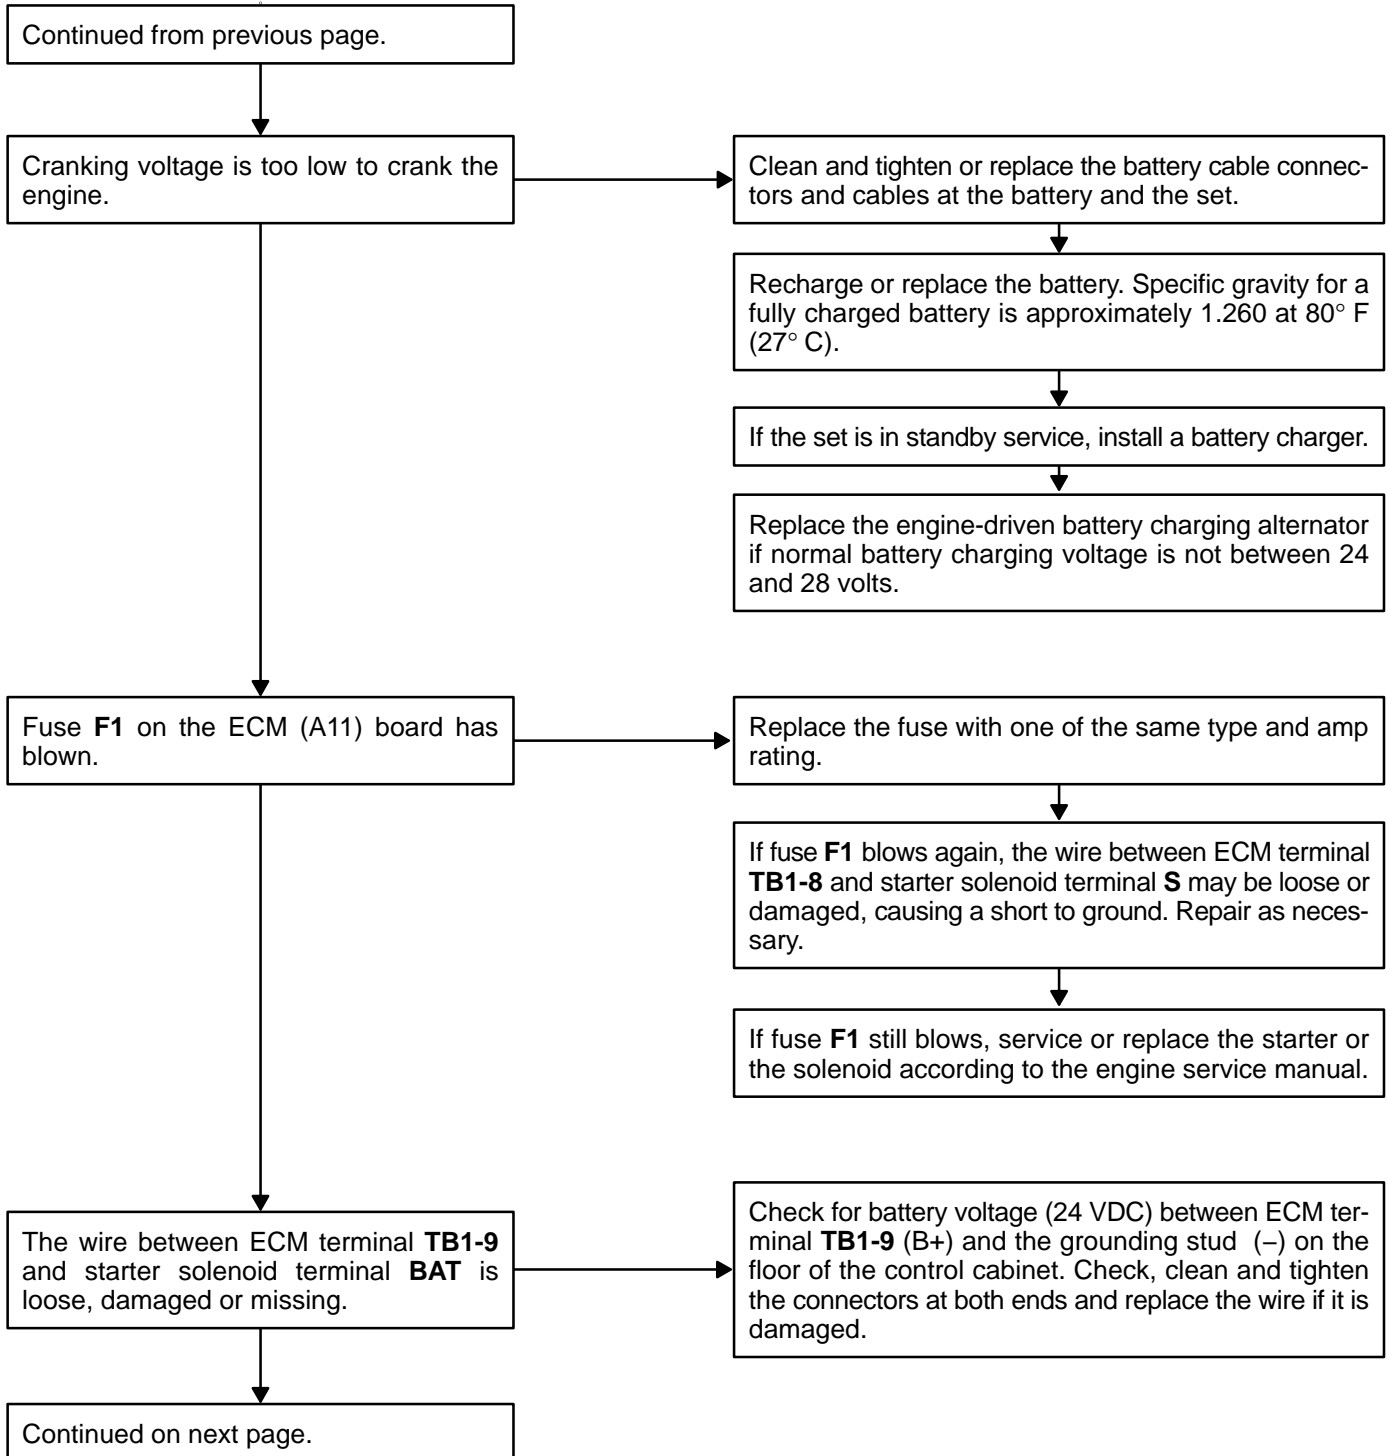 Continued from previous page.
Cranking voltage is too low to crank the
engine.
Clean and tighten or replace the battery cable connec-
tors and cables at the battery and the set.
Recharge or replace the battery. Specific gravity for a
fully charged battery is approximately 1.260 at 80° F
(27° C).
If the set is in standby service, install a battery charger.
Replace the engine-driven battery charging alternator
if normal battery charging voltage is not between 24
and 28 volts.
Fuse F1 on the ECM (A11) board has
blown.
Replace the fuse with one of the same type and amp
rating.
If fuse F1 blows again, the wire between ECM terminal
TB1-8 and starter solenoid terminal S may be loose or
damaged, causing a short to ground. Repair as neces-
sary.
If fuse F1 still blows, service or replace the starter or
the solenoid according to the engine service manual.
The wire between ECM terminal TB1-9
and starter solenoid terminal BAT is
loose, damaged or missing.
Check for battery voltage (24 VDC) between ECM ter-
minal TB1-9 (B+) and the grounding stud (–) on the
floor of the control cabinet. Check, clean and tighten
the connectors at both ends and replace the wire if it is
damaged.
Continued on next page.